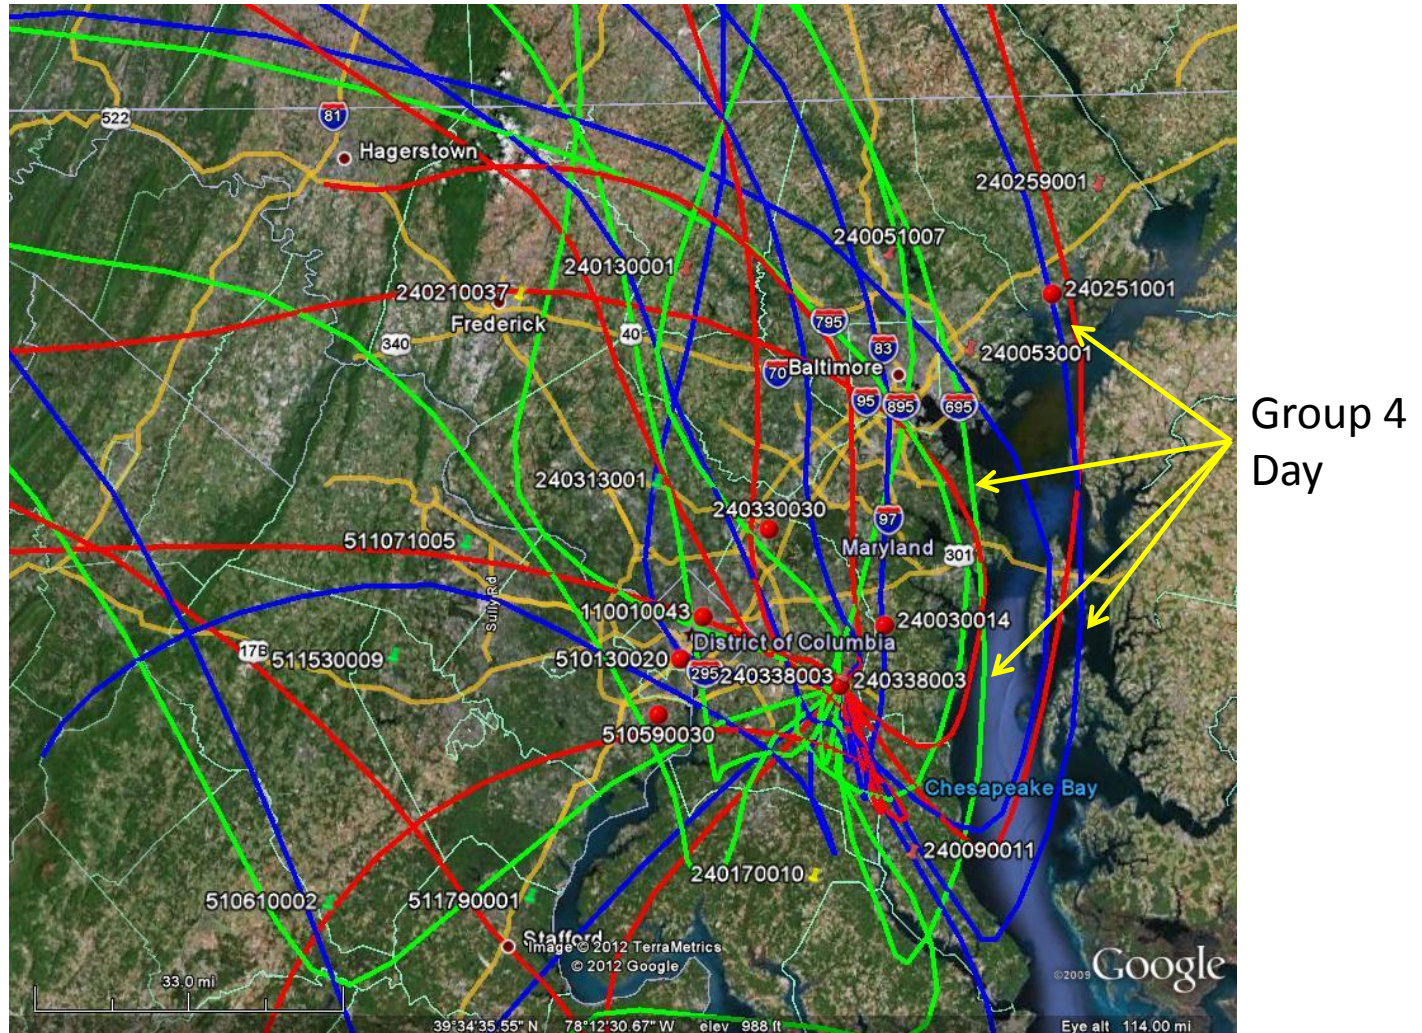 522
81
Hagerstown
240259001
240051007
240130001
240251001
240210037
Frederick
795
40
83
340
240053001
70
Baltimore
95
895
695
Group 4
Day
240313001
240330030
97
511071005
Maryland
301
Sully Rd
110010043
240030014
District of Columbia
17B
511530009
510130020
295
240338003
240338003
510590030
Chesapeake Bay
240090011
240170010
510610002
511790001
Stafford
Image © 2012 TerraMetrics
© 2012 Google
©2009 Google
33.0 mi
39°34'35.55" N 78°12'30.67" W elev 988 ft Eye alt 114.00 mi